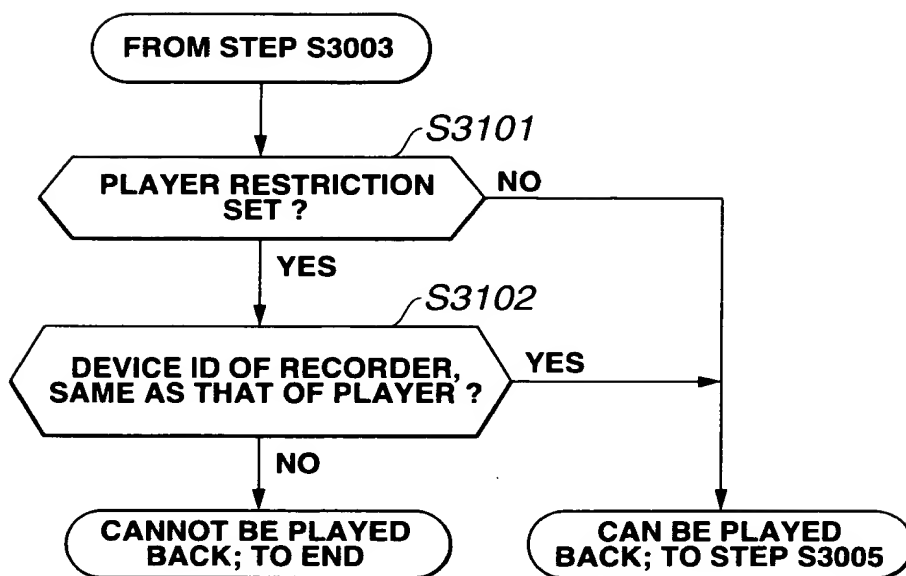 FROM STEP S3003
S3101
PLAYER RESTRICTION
SET ?
NO
YES
S3102
DEVICE ID OF RECORDER,
SAME AS THAT OF PLAYER ?
YES
NO
CANNOT BE PLAYED
BACK; TO END
CAN BE PLAYED
BACK; TO STEP S3005